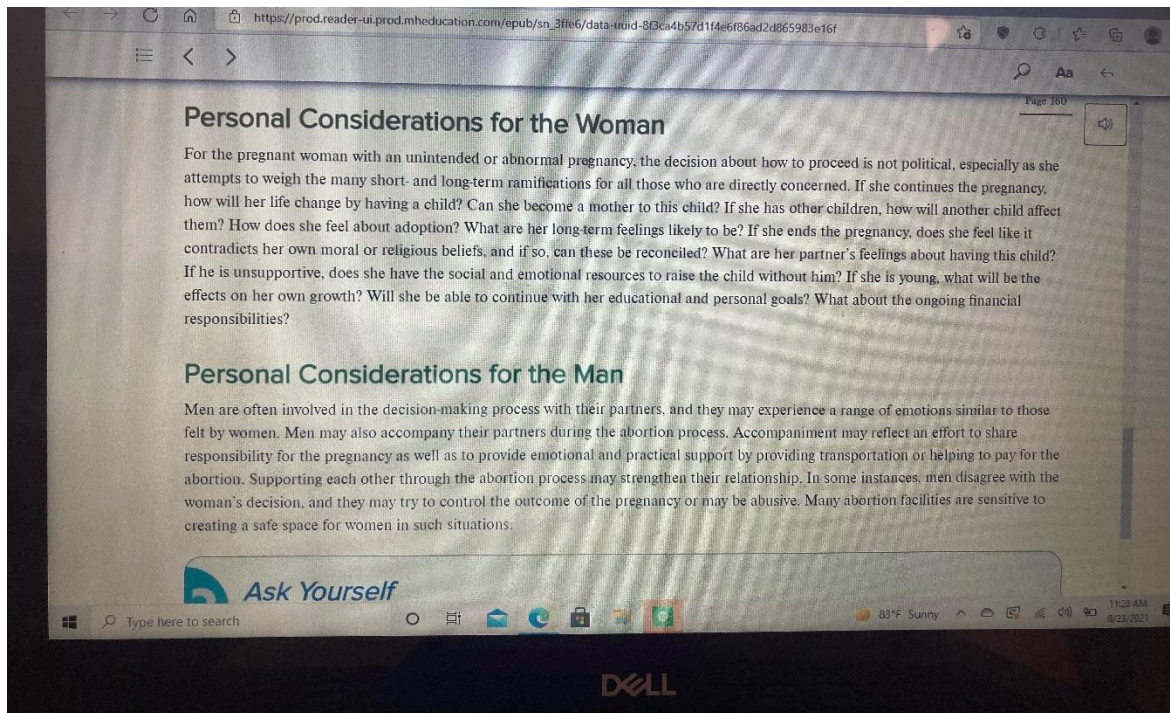 https://prod.reader-ui.prod.mheducation.com/epub/sn_3ffe6/data-uuid-8f3ca4b57d1f4e6f86ad2d865983e16f
Aa
Page 160
Personal Considerations for the Woman
For the pregnant woman with an unintended or abnormal pregnancy, the decision about how to proceed is not political, especially as she
attempts to weigh the many short- and long-term ramifications for all those who are directly concerned. If she continues the pregnancy,
how will her life change by having a child? Can she become a mother to this child? If she has other children, how will another child affect
them? How does she feel about adoption? What are her long-term feelings likely to be? If she ends the pregnancy, does she feel like it
contradicts her own moral or religious beliefs, and if so, can these be reconciled? What are her partner's feelings about having this child?
If he is unsupportive, does she have the social and emotional resources to raise the child without him? If she is young, what will be the
effects on her own growth? Will she be able to continue with her educational and personal goals? What about the ongoing financial
responsibilities?
Personal Considerations for the Man
Men are often involved in the decision-making process with their partners, and they may experience a range of emotions similar to those
felt by women. Men may also accompany their partners during the abortion process. Accompaniment may reflect an effort to share
responsibility for the pregnancy as well as to provide emotional and practical support by providing transportation or helping to pay for the
abortion. Supporting each other through the abortion process may strengthen their relationship. In some instances, men disagree with the
woman's decision, and they may try to control the outcome of the pregnancy or may be abusive. Many abortion facilities are sensitive to
creating a safe space for women in such situations.
Ask Yourself
Type here to search
83°F Sunny
11:28 AM
8/23/2021
DELL